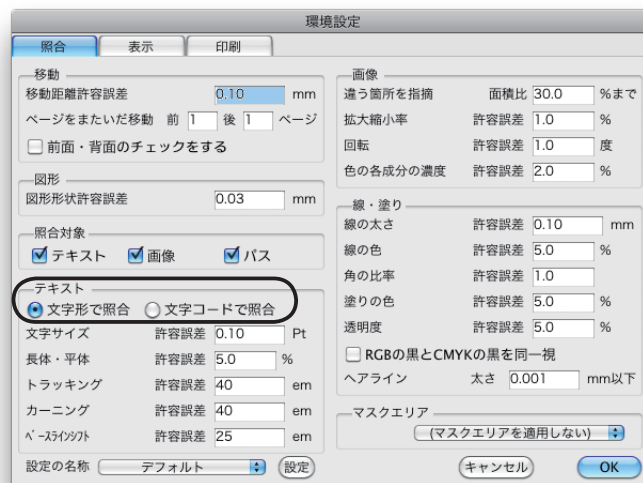 環境設定
照合 表示 印刷
移動
移動距離許容誤差 0.10 mm
ページをまたいだ移動 前 1 後 1 ページ
前面・背面のチェックをする
図形
図形形状許容誤差 0.03 mm
照合対象
テキスト 画像 パス
テキスト
文字形で照合 文字コードで照合
文字サイズ 許容誤差 0.10 Pt
長体・平体 許容誤差 5.0 %
トラッキング 許容誤差 40 em
カーニング 許容誤差 40 em
ﾍﾞｰｽﾗｲﾝｼﾌﾄ 許容誤差 25 em
設定の名称 デフォルト 設定
画像
違う箇所を指摘 面積比 30.0 %まで
拡大縮小率 許容誤差 1.0 %
回転 許容誤差 1.0 度
色の各成分の濃度 許容誤差 2.0 %
線・塗り
線の太さ 許容誤差 0.10 mm
線の色 許容誤差 5.0 %
角の比率 許容誤差 1.0
塗りの色 許容誤差 5.0 %
透明度 許容誤差 5.0 %
RGBの黒とCMYKの黒を同一視
ヘアライン 太さ 0.001 mm以下
マスクエリア
(マスクエリアを適用しない)
キャンセル OK